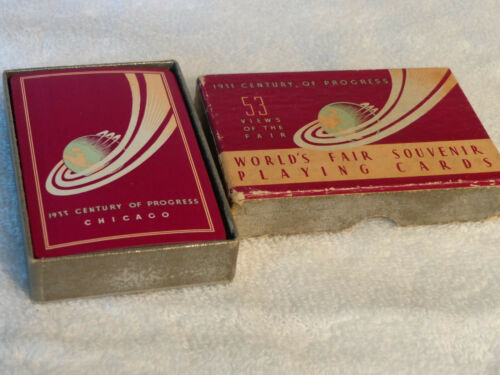 1933 CENTURY OF PROGRESS
CHICAGO
1933 CENTURY OF PROGRESS
53
VIEWS
OF THE
FAIR
WORLD'S FAIR SOUVENIR
PLAYING CARDS